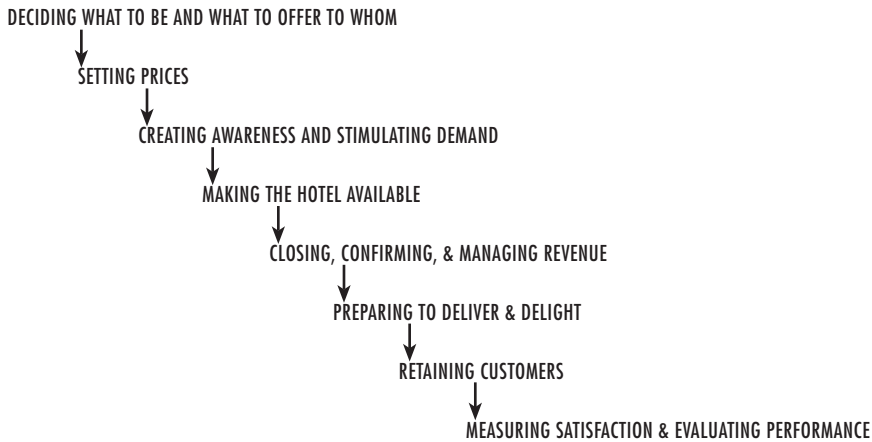 DECIDING WHAT TO BE AND WHAT TO OFFER TO WHOM
SETTING PRICES
CREATING AWARENESS AND STIMULATING DEMAND
MAKING THE HOTEL AVAILABLE
CLOSING, CONFIRMING, & MANAGING REVENUE
PREPARING TO DELIVER & DELIGHT
RETAINING CUSTOMERS
MEASURING SATISFACTION & EVALUATING PERFORMANCE